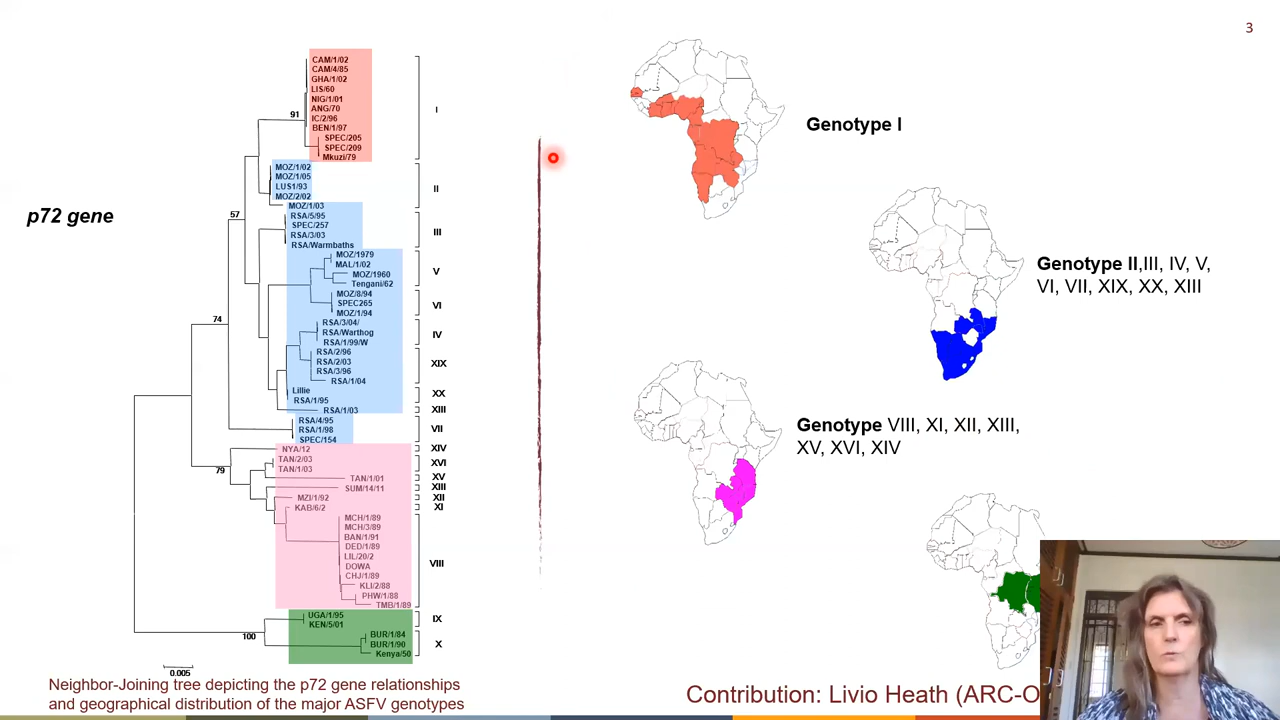 3
p72 gene
CAM/1/02
CAM/4/85
GHA/1/02
LIS/60
NIG/1/01
ANG/70
IC/2/96
BEN/1/97
SPEC/205
SPEC/209
Mkuzi/79
I
91
MOZ/1/02
MOZ/1/05
LUS1/93
MOZ/2/02
MOZ/1/03
II
57
RSA/5/95
SPEC/257
RSA/3/03
RSA/Warmbaths
III
MOZ/1979
MAL/1/02
MOZ/1960
Tengani/62
V
MOZ/8/94
SPEC265
MOZ/1/94
VI
74
RSA/3/04/
RSA/Warthog
RSA/1/99/W
IV
RSA/2/96
RSA/2/03
RSA/3/96
RSA/1/04
XIX
Lillie
RSA/1/95
XX
RSA/1/03
XIII
RSA/4/95
RSA/1/98
SPEC/154
VII
NYA/12
XIV
TAN/2/03
TAN/1/03
XVI
79
TAN/1/01
XV
SUM/14/11
XIII
MZI/1/92
XII
KAB/6/2
XI
MCH/1/89
MCH/3/89
BAN/1/91
DED/1/89
LIL/20/2
DOWA
CHJ/1/89
KLI/2/88
PHW/1/88
TMB/1/89
VIII
UGA/1/95
KEN/5/01
IX
100
BUR/1/84
BUR/1/90
Kenya/50
X
0.005
Neighbor-Joining tree depicting the p72 gene relationships
and geographical distribution of the major ASFV genotypes
Genotype I
Genotype II,III, IV, V,
VI, VII, XIX, XX, XIII
Genotype VIII, XI, XII, XIII,
XV, XVI, XIV
Contribution: Livio Heath (ARC-O